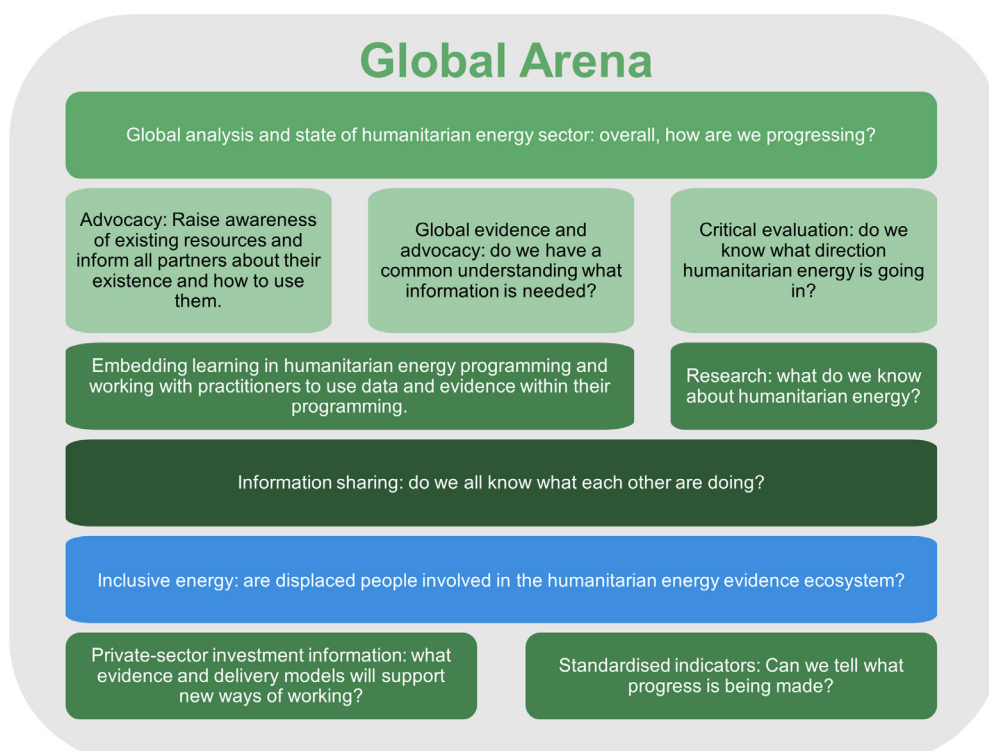 Global Arena
Global analysis and state of humanitarian energy sector: overall, how are we progressing?
Advocacy: Raise awareness
of existing resources and
inform all partners about their
existence and how to use
them.
Global evidence and
advocacy: do we have a
common understanding what
information is needed?
Critical evaluation: do we
know what direction
humanitarian energy is going
in?
Embedding learning in humanitarian energy programming and
working with practitioners to use data and evidence within their
programming.
Research: what do we know
about humanitarian energy?
Information sharing: do we all know what each other are doing?
Inclusive energy: are displaced people involved in the humanitarian energy evidence ecosystem?
Private-sector investment information: what
evidence and delivery models will support
new ways of working?
Standardised indicators: Can we tell what
progress is being made?